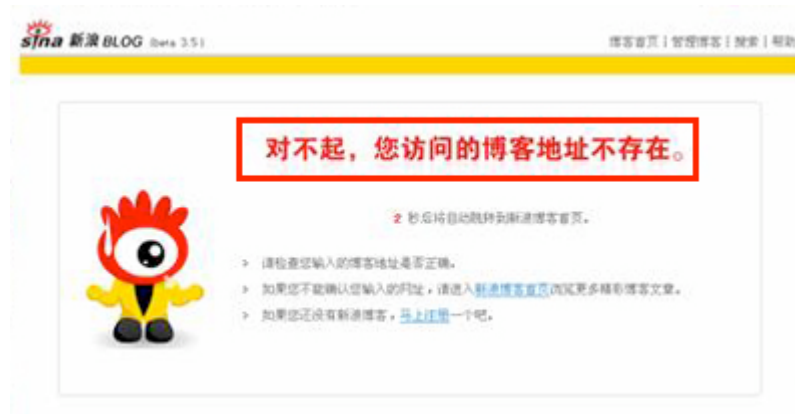 sina 新浪 BLOG (beta 3.5)
博客首页 | 管理博客 | 搜索 | 帮助
对不起，您访问的博客地址不存在。
2 秒后将自动跳转到新浪博客首页。
> 请检查您输入的博客地址是否正确。
> 如果您不能确认您输入的网址，请进入新浪博客首页浏览更多精彩博客文章。
> 如果您还没有新浪博客，马上注册一个吧。